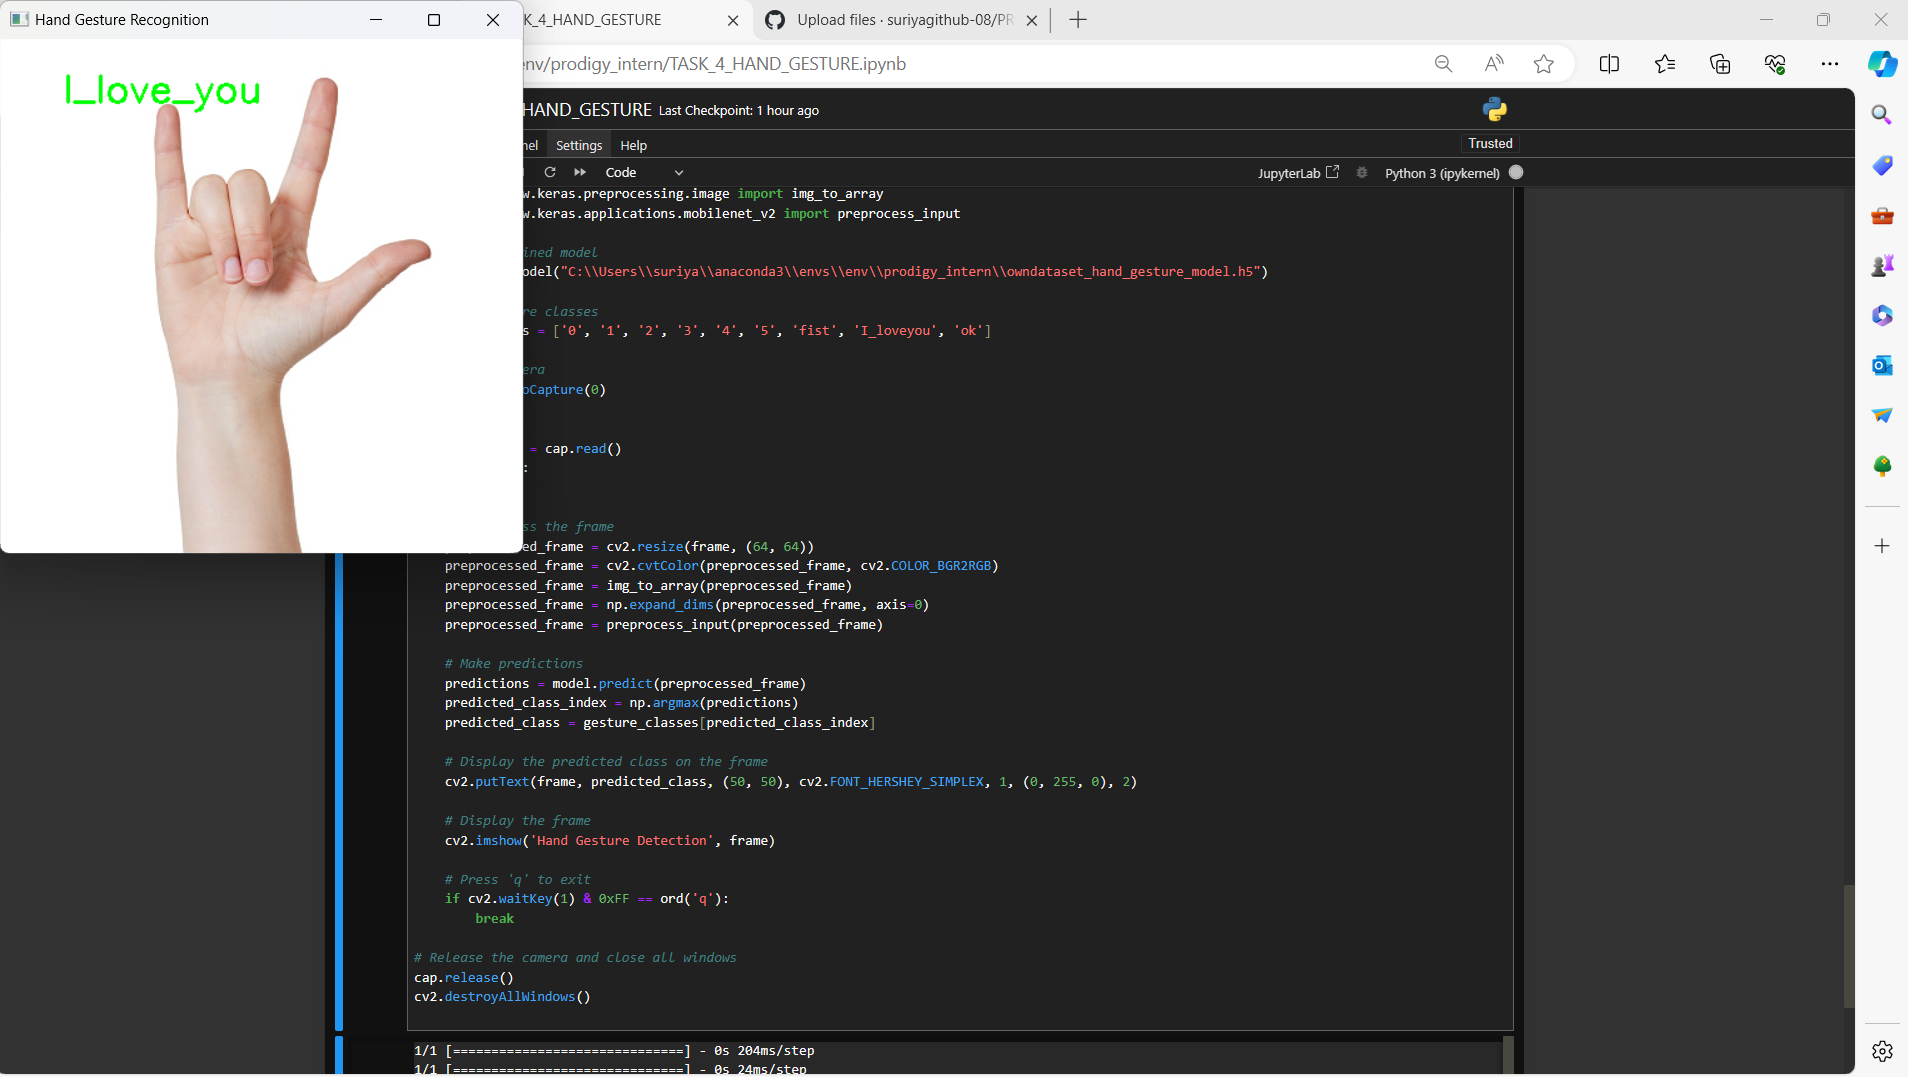 Hand Gesture Recognition
K_4_HAND_GESTURE
Upload files · suriyagithub-08/PR
nv/prodigy_intern/TASK_4_HAND_GESTURE.ipynb
I_love_you
HAND_GESTURE Last Checkpoint: 1 hour ago
nel Settings Help
Trusted
Code
JupyterLab
Python 3 (ipykernel)
w.keras.preprocessing.image import img_to_array
w.keras.applications.mobilenet_v2 import preprocess_input
ined model
odel("C:\\Users\\suriya\\anaconda3\\envs\\env\\prodigy_intern\\owndataset_hand_gesture_model.h5")
re classes
s = ['0', '1', '2', '3', '4', '5', 'fist', 'I_loveyou', 'ok']
era
oCapture(0)
= cap.read()
:
ss the frame
ed_frame = cv2.resize(frame, (64, 64))
preprocessed_frame = cv2.cvtColor(preprocessed_frame, cv2.COLOR_BGR2RGB)
preprocessed_frame = img_to_array(preprocessed_frame)
preprocessed_frame = np.expand_dims(preprocessed_frame, axis=0)
preprocessed_frame = preprocess_input(preprocessed_frame)
# Make predictions
predictions = model.predict(preprocessed_frame)
predicted_class_index = np.argmax(predictions)
predicted_class = gesture_classes[predicted_class_index]
# Display the predicted class on the frame
cv2.putText(frame, predicted_class, (50, 50), cv2.FONT_HERSHEY_SIMPLEX, 1, (0, 255, 0), 2)
# Display the frame
cv2.imshow('Hand Gesture Detection', frame)
# Press 'q' to exit
if cv2.waitKey(1) & 0xFF == ord('q'):
break
# Release the camera and close all windows
cap.release()
cv2.destroyAllWindows()
1/1 [==============================] - 0s 204ms/step
1/1 [==============================] - 0s 24ms/step